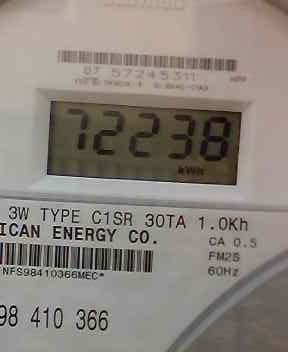 07 57245311
72238
kWh
3W TYPE C1SR 30TA 1.0Kh
ICAN ENERGY CO.
CA 0.5
FM2S
60Hz
NFS98410366MEC*
98 410 366